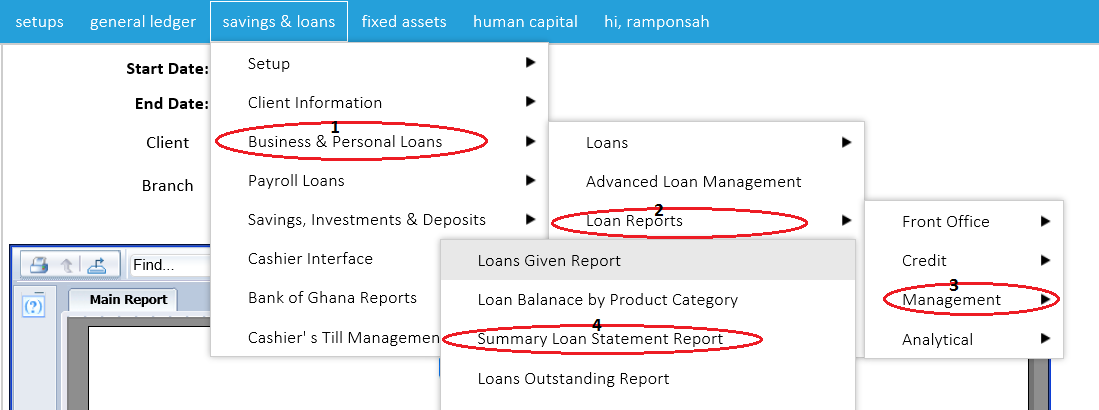 setups general ledger savings & loans fixed assets human capital hi, ramponsah
Start Date:
End Date:
Client
Branch
Setup
Client Information
1
Business & Personal Loans
Payroll Loans
Savings, Investments & Deposits
Cashier Interface
Bank of Ghana Reports
Cashier' s Till Managemen
Loans
Advanced Loan Management
2
Loan Reports
Front Office
Credit
3
Management
Analytical
Loans Given Report
Loan Balanace by Product Category
4
Summary Loan Statement Report
Loans Outstanding Report
Find...
(?)
Main Report